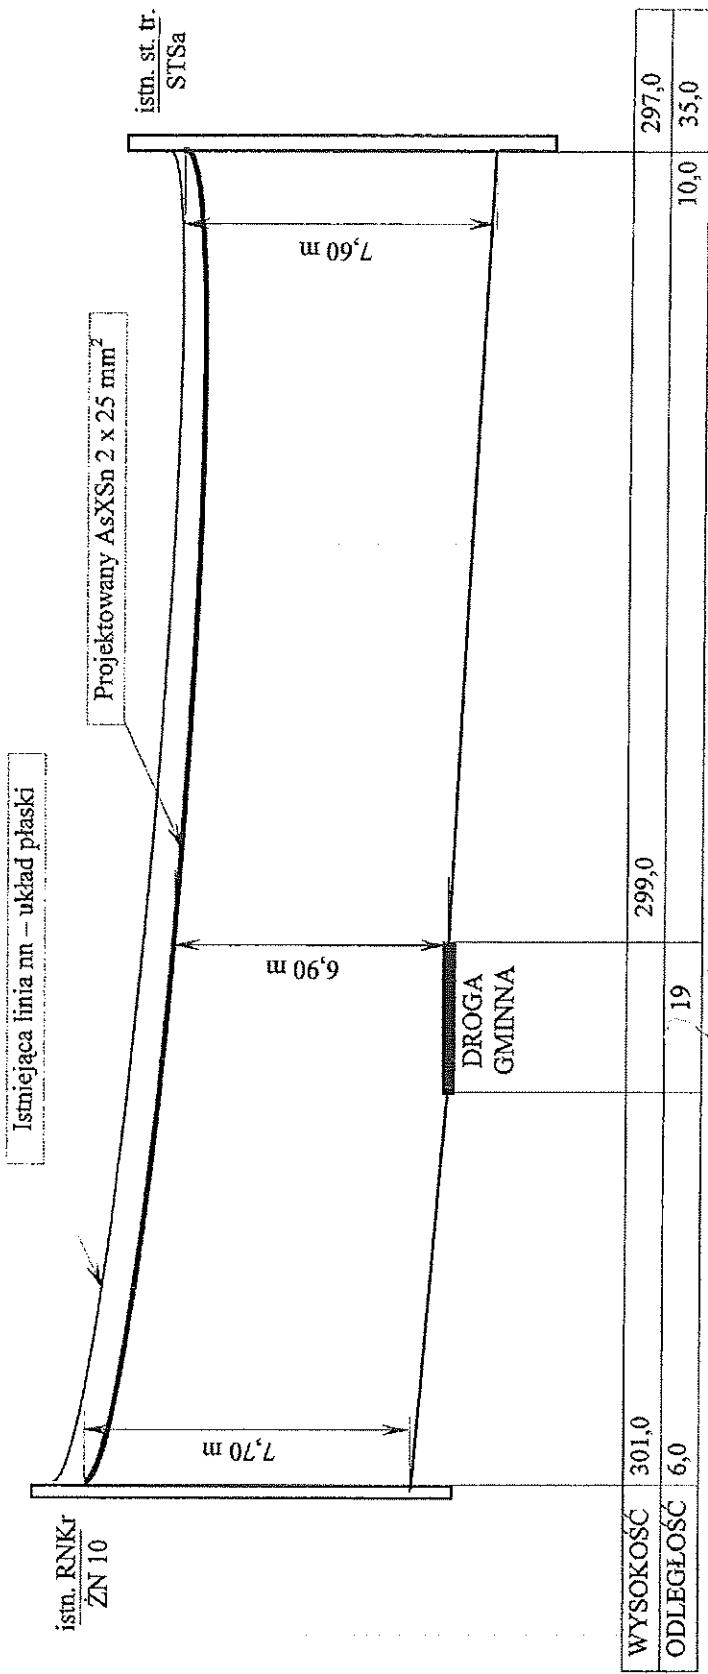 Istniejąca linia nn – układ płaski
Projektowany AsXSn 2 x 25 mm²
istn. RNKr
ŻN 10
istn. st. tr.
STSa
7,70 m
6,90 m
7,60 m
DROGA
GMINNA
WYSOKOŚĆ 301,0 299,0 297,0
ODLEGŁOŚĆ 6,0 19 10,0 35,0